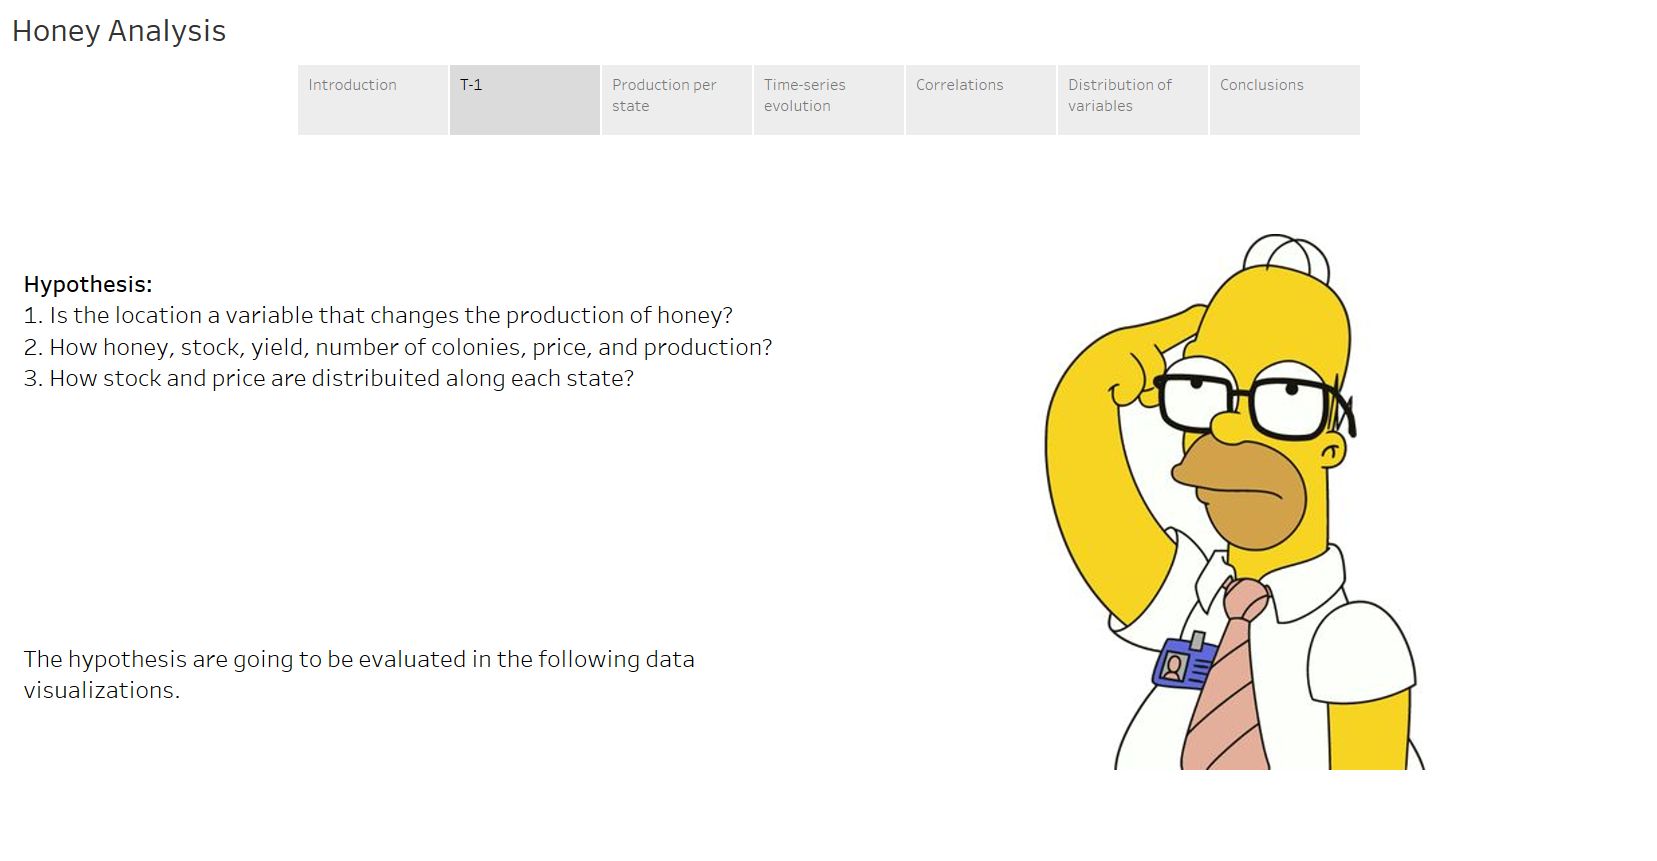 Honey Analysis
Introduction
T-1
Production per
state
Time-series
evolution
Correlations
Distribution of
variables
Conclusions
Hypothesis:
1. Is the location a variable that changes the production of honey?
2. How honey, stock, yield, number of colonies, price, and production?
3. How stock and price are distribuited along each state?
The hypothesis are going to be evaluated in the following data
visualizations.